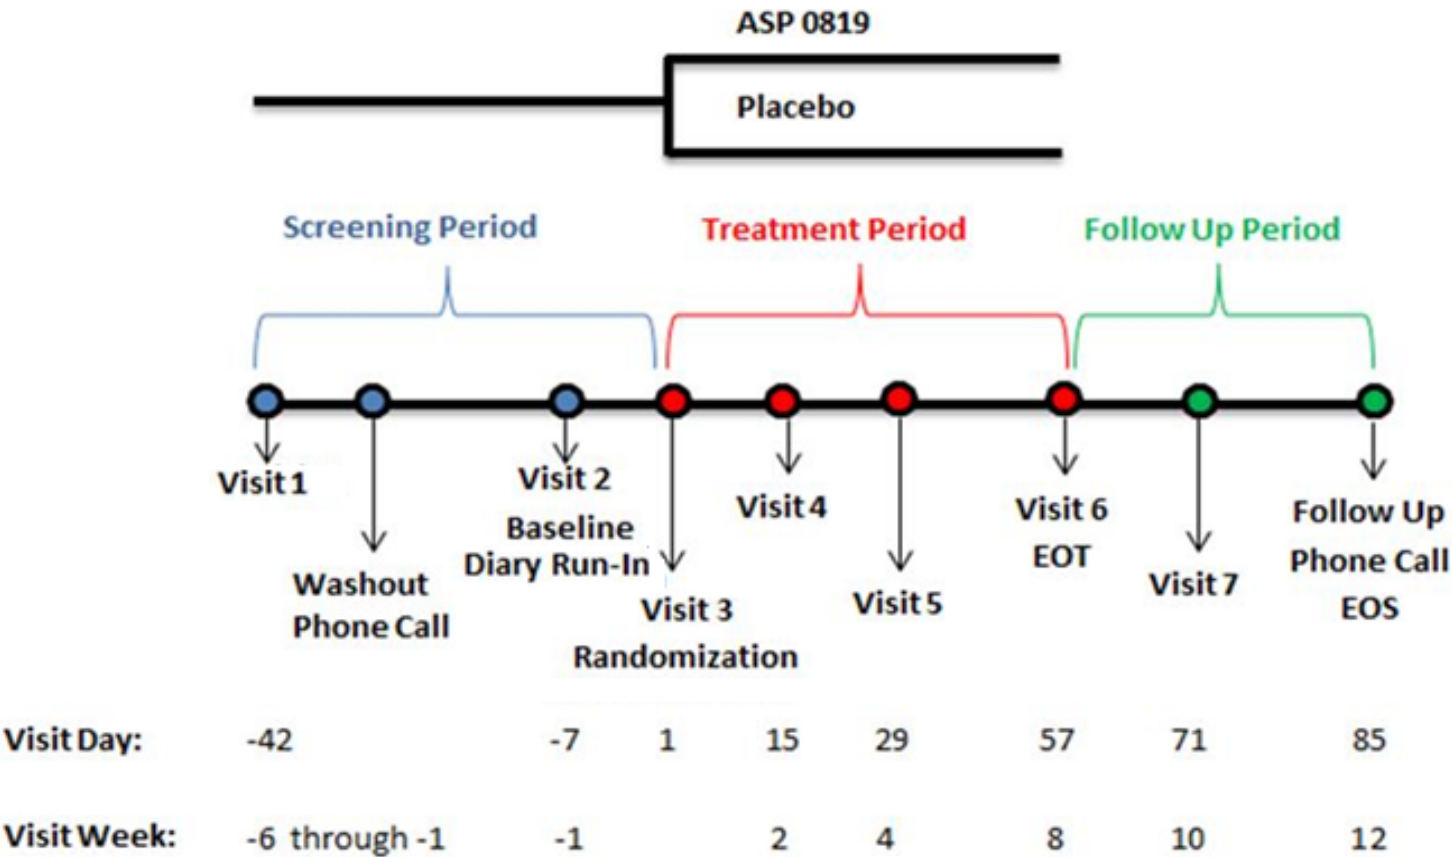 ASP 0819
Placebo
Screening Period
Treatment Period
Follow Up Period
Visit 1
Washout
Phone Call
Visit 2
Baseline
Diary Run-In
Visit 3
Randomization
Visit 4
Visit 5
Visit 6
EOT
Visit 7
Follow Up
Phone Call
EOS
Visit Day: -42 -7 1 15 29 57 71 85
Visit Week: -6 through -1 -1 2 4 8 10 12